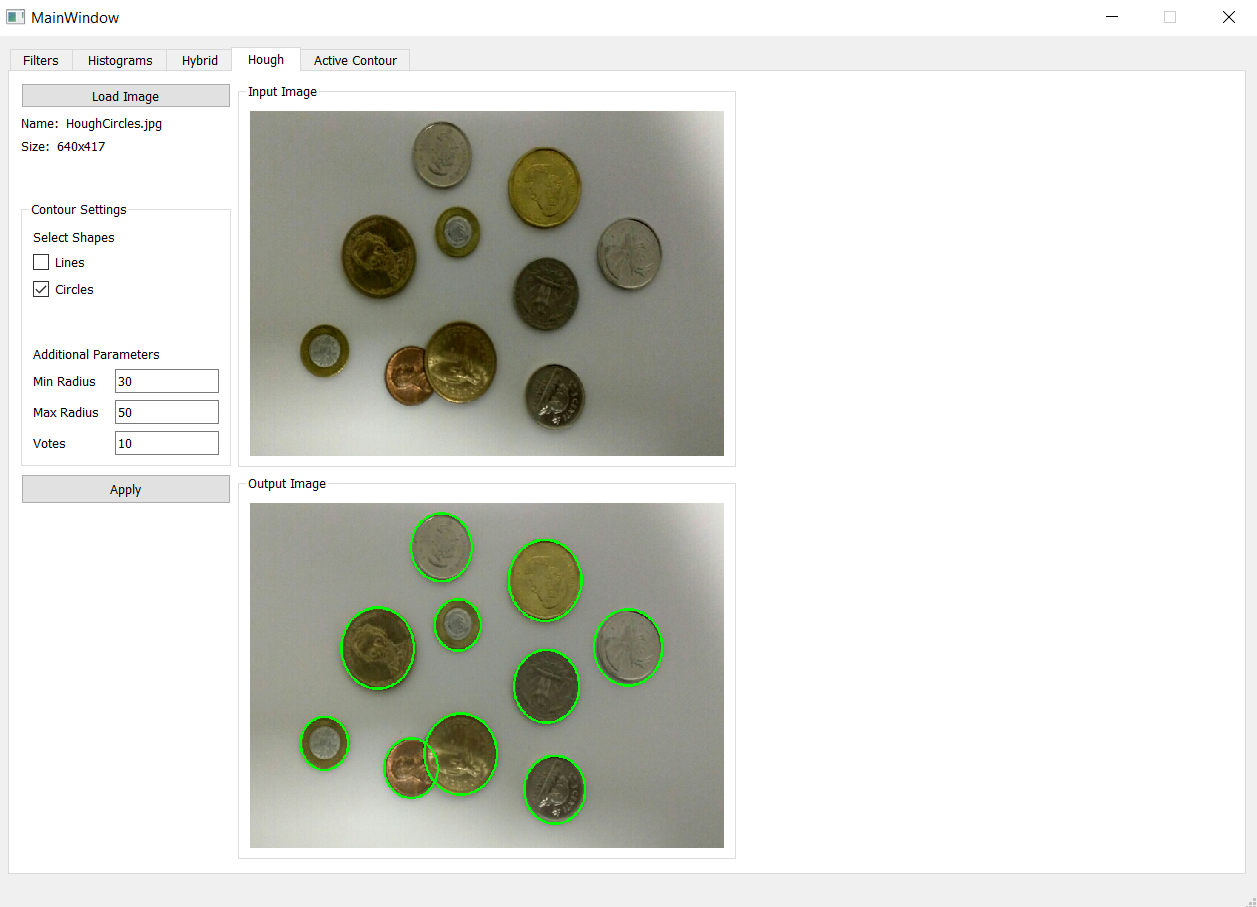 MainWindow
Filters Histograms Hybrid Hough Active Contour
Load Image
Name: HoughCircles.jpg
Size: 640x417
Contour Settings
Select Shapes
Lines
Circles
Additional Parameters
Min Radius 30
Max Radius 50
Votes 10
Apply
Input Image
Output Image